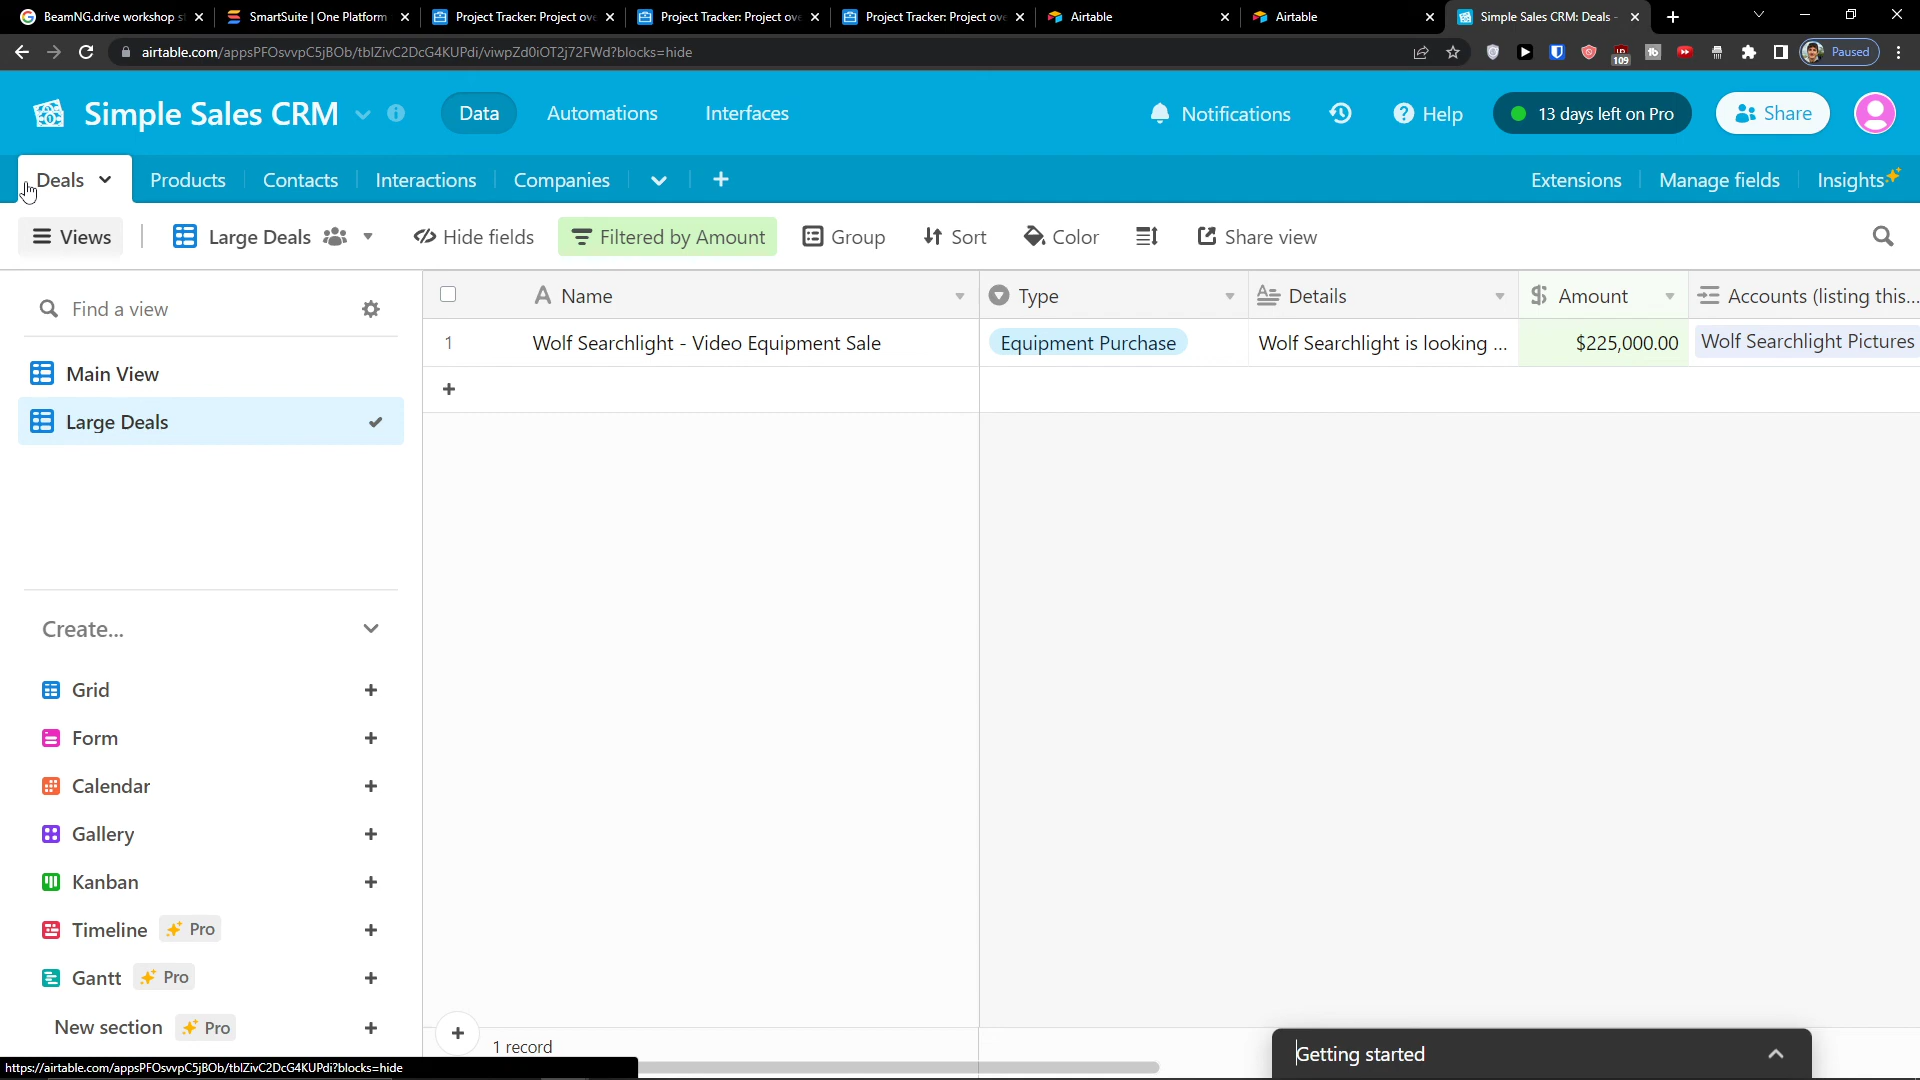 BeamNG.drive workshop s
SmartSuite | One Platform
Project Tracker: Project ove
Project Tracker: Project ove
Project Tracker: Project ove
Airtable
Airtable
Simple Sales CRM: Deals -
airtable.com/appsPFOsvvpC5jBOb/tblZivC2DcG4KUPdi/viwpZd0iOT2j72FWd?blocks=hide
109
Paused
Simple Sales CRM
Data
Automations
Interfaces
Notifications
Help
13 days left on Pro
Share
Deals
Products
Contacts
Interactions
Companies
Extensions
Manage fields
Insights
Views
Large Deals
Hide fields
Filtered by Amount
Group
Sort
Color
Share view
Find a view
Name
Type
Details
Amount
Accounts (listing this...
1
Wolf Searchlight - Video Equipment Sale
Equipment Purchase
Wolf Searchlight is looking ...
$225,000.00
Wolf Searchlight Pictures
Main View
Large Deals
Create...
Grid
Form
Calendar
Gallery
Kanban
Timeline
Pro
Gantt
Pro
New section
Pro
1 record
Getting started
https://airtable.com/appsPFOsvvpC5jBOb/tblZivC2DcG4KUPdi?blocks=hide